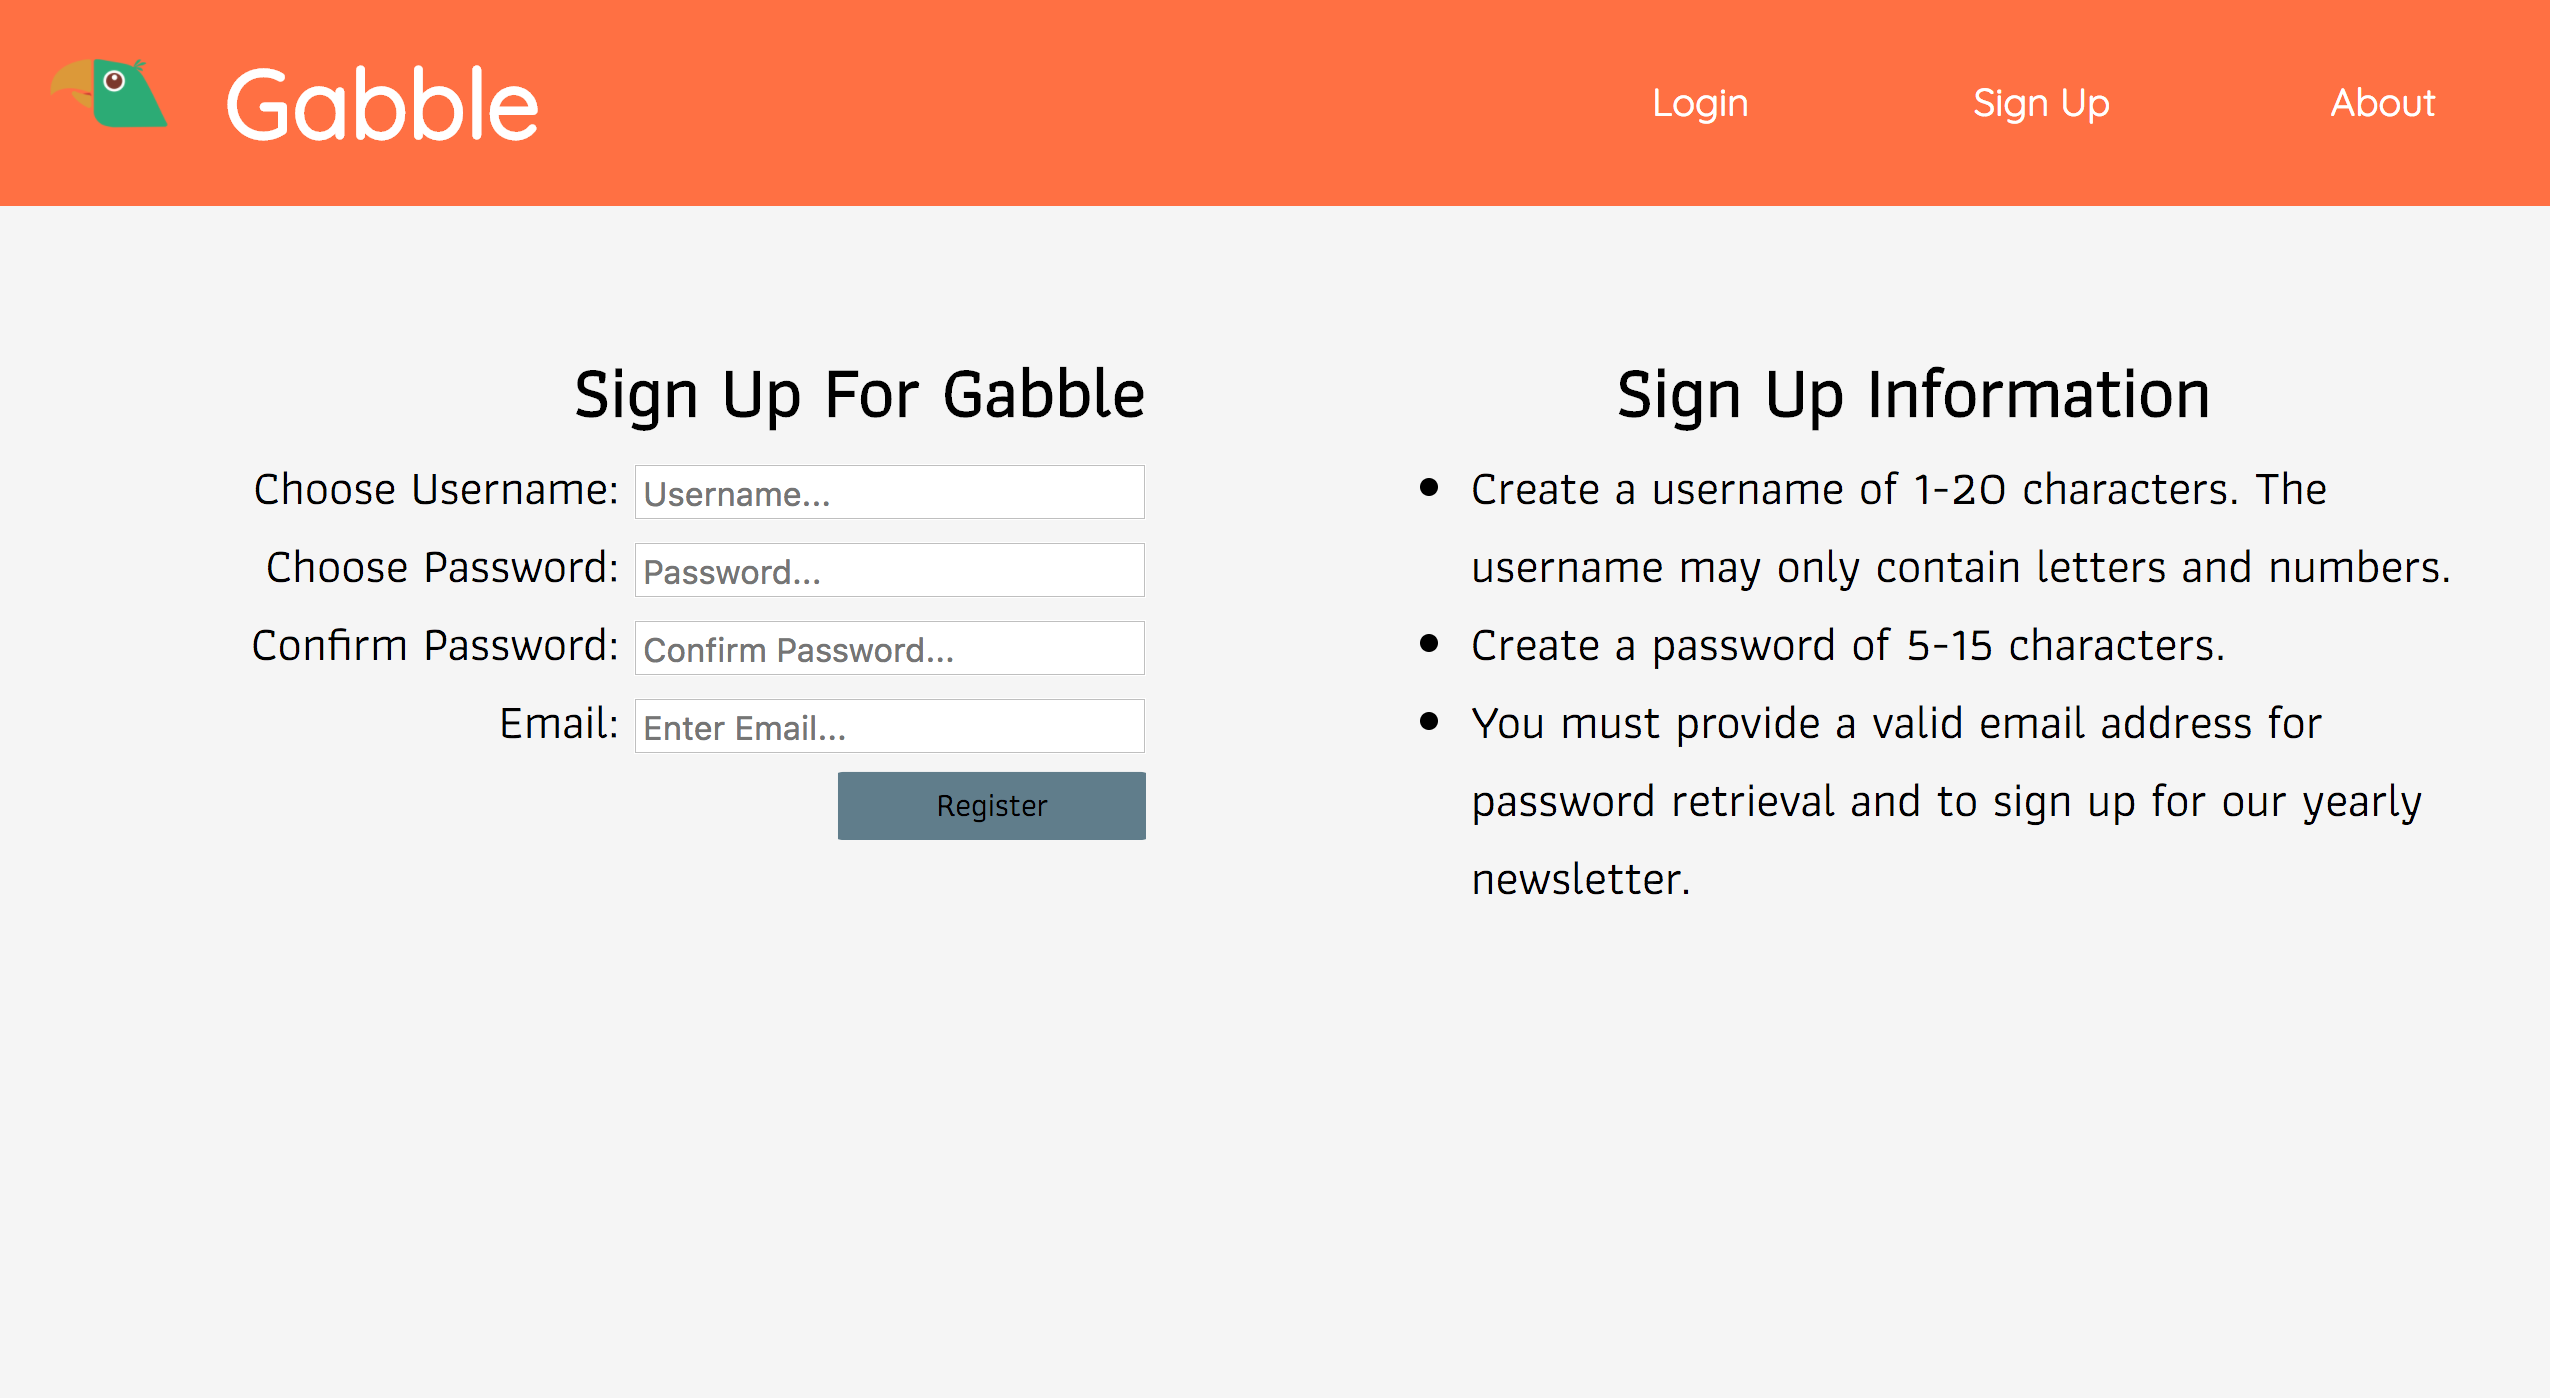 Gabble
Login
Sign Up
About
Sign Up For Gabble
Choose Username:
Username...
Choose Password:
Password...
Confirm Password:
Confirm Password...
Email:
Enter Email...
Register
Sign Up Information
Create a username of 1-20 characters. The
username may only contain letters and numbers.
Create a password of 5-15 characters.
You must provide a valid email address for
password retrieval and to sign up for our yearly
newsletter.